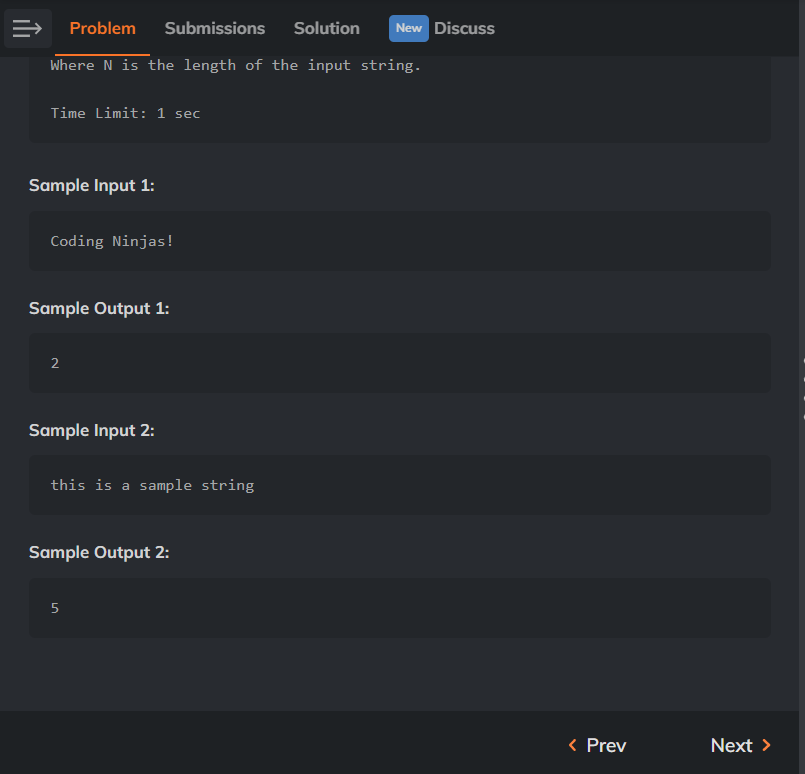 Problem Submissions Solution New Discuss
Where N is the length of the input string.
Time Limit: 1 sec
Sample Input 1:
Coding Ninjas!
Sample Output 1:
2
Sample Input 2:
this is a sample string
Sample Output 2:
5
Prev Next